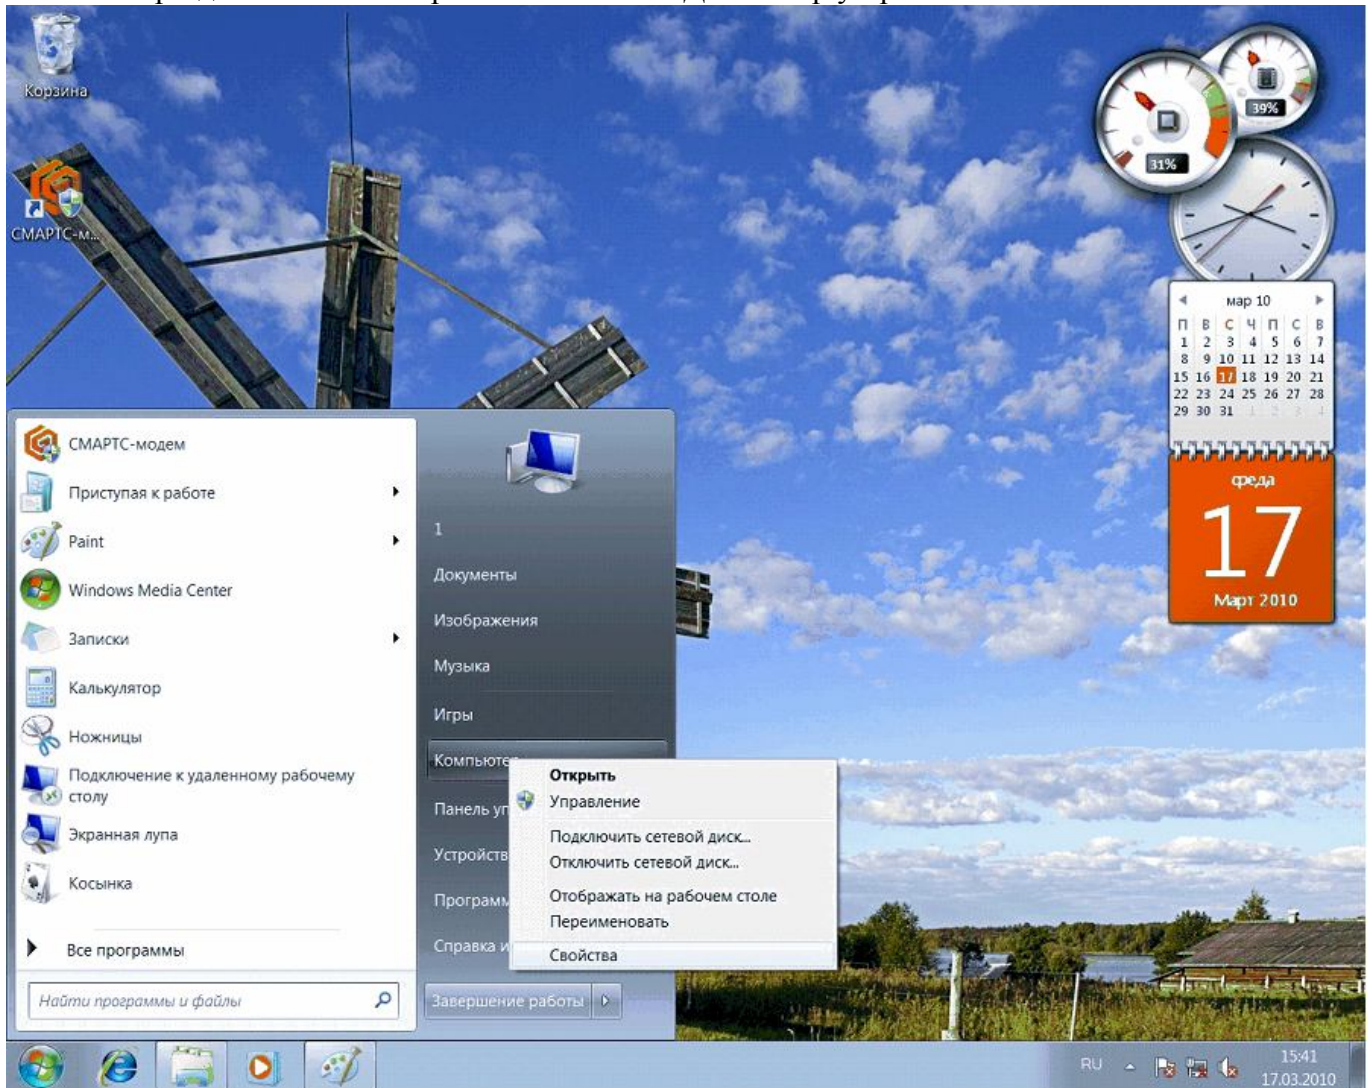 Корзина
СМАРТС-м...
39%
31%
мар 10
П В С Ч П С В
1 2 3 4 5 6 7
8 9 10 11 12 13 14
15 16 17 18 19 20 21
22 23 24 25 26 27 28
29 30 31 1 2 3 4
среда
17
Март 2010
СМАРТС-модем
Приступая к работе
Paint
Windows Media Center
Записки
Калькулятор
Ножницы
Подключение к удаленному рабочему
столу
Экранная лупа
Косынка
Все программы
Найти программы и файлы
1
Документы
Изображения
Музыка
Игры
Компьютер
Панель уп
Устройств
Программ
Справка и
Завершение работы
Открыть
Управление
Подключить сетевой диск...
Отключить сетевой диск...
Отображать на рабочем столе
Переименовать
Свойства
RU
15:41
17.03.2010